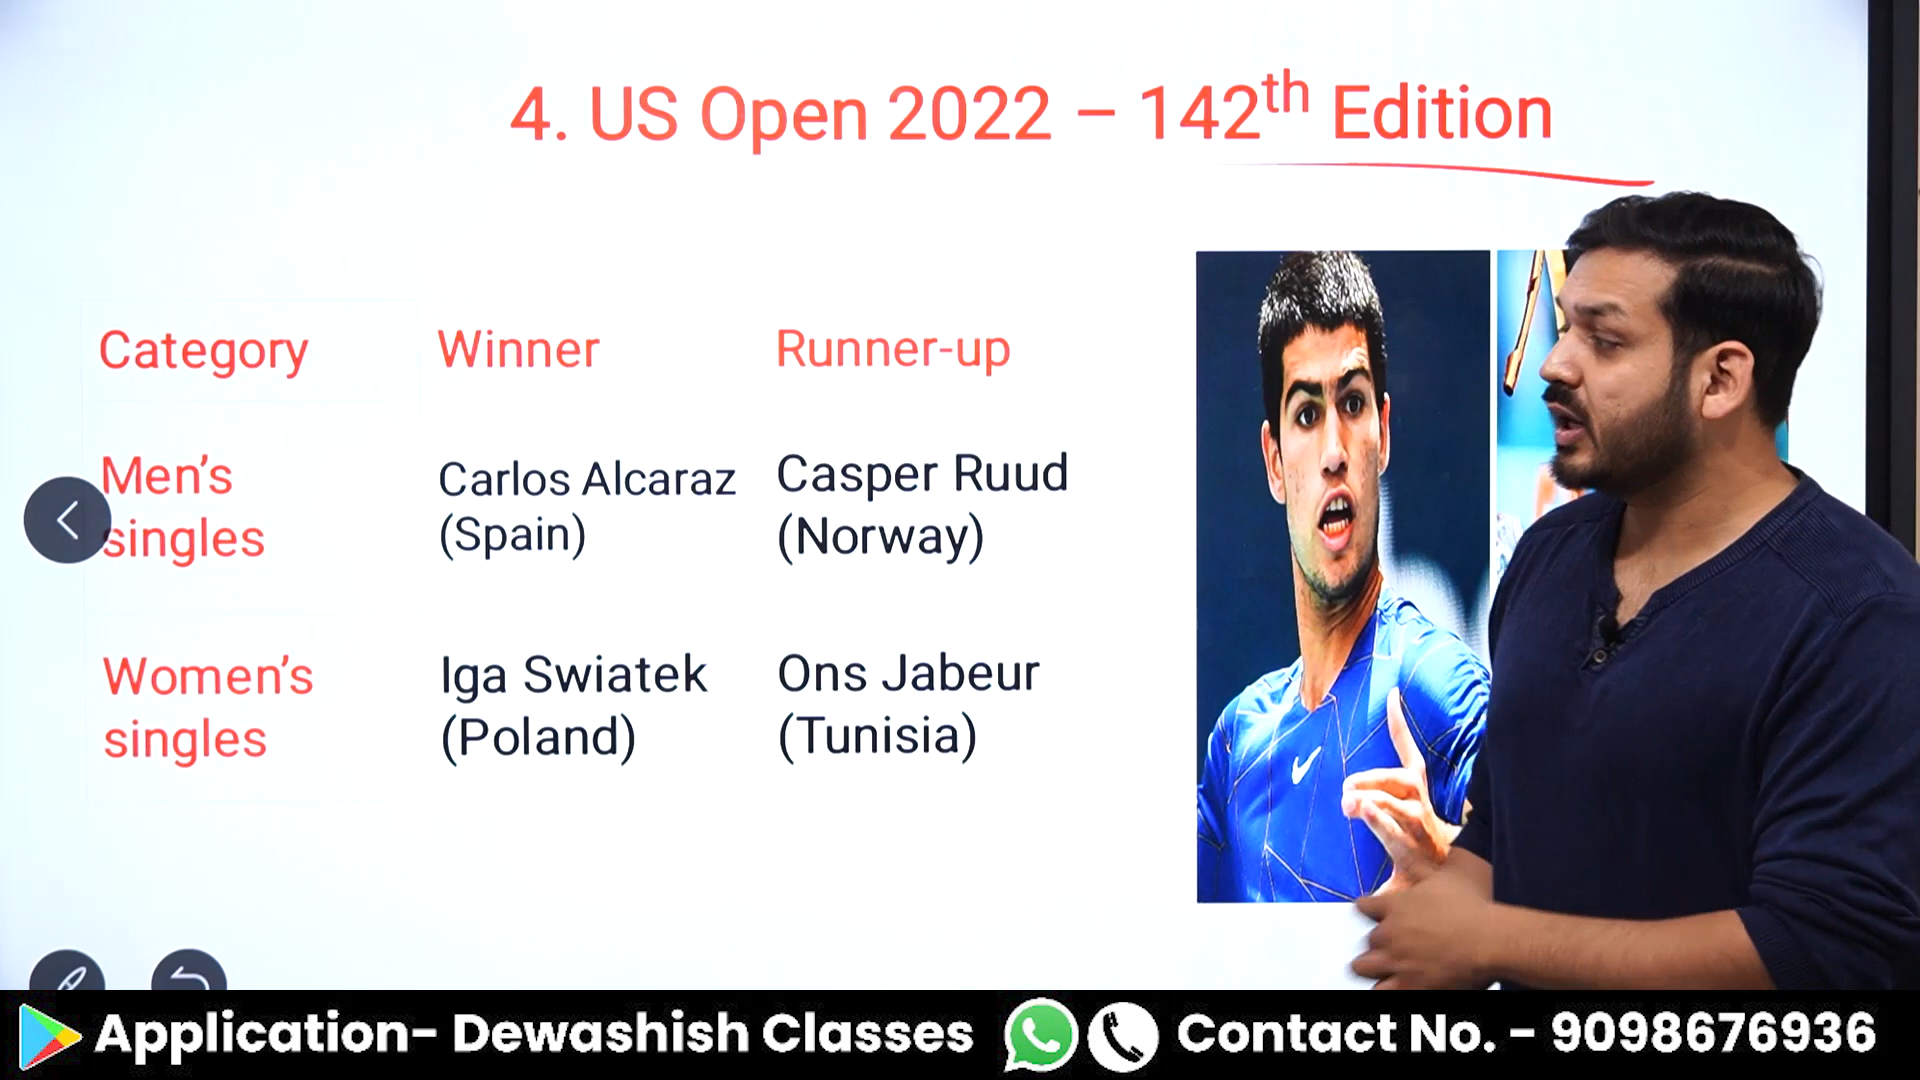 4. US Open 2022 – 142th Edition
Category Winner Runner-up
Men's singles
Carlos Alcaraz (Spain)
Casper Ruud (Norway)
Women's singles
Iga Swiatek (Poland)
Ons Jabeur (Tunisia)
Application- Dewashish Classes Contact No. - 9098676936